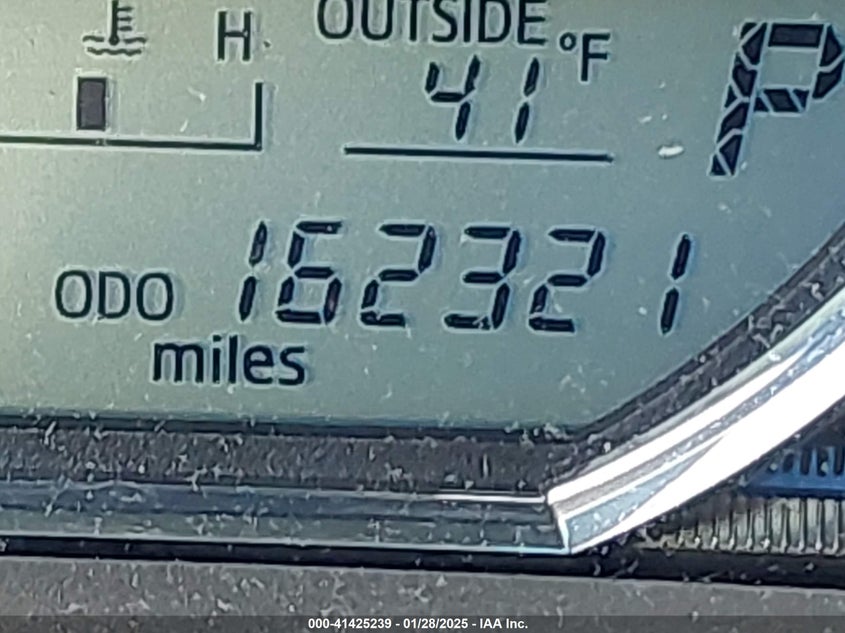 H
OUTSIDE
41°F
P
ODO 162321
miles
000-41425239 - 01/28/2025 - IAA Inc.